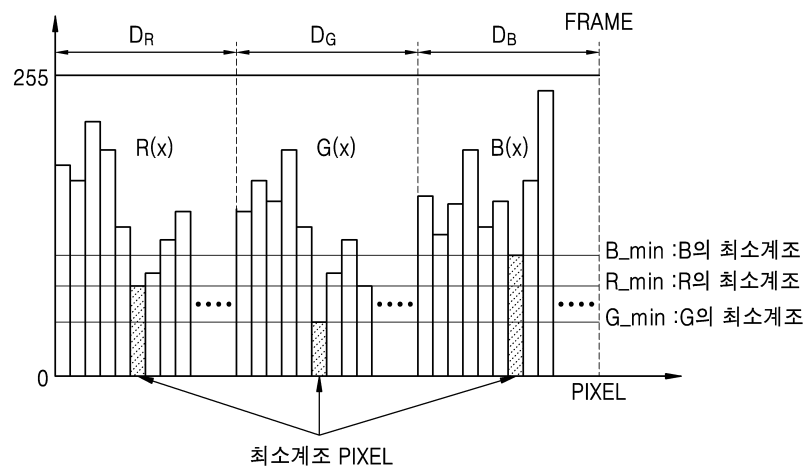 FRAME
D_R D_G D_B
255
R(x) G(x) B(x)
B_min :B의 최소계조
R_min :R의 최소계조
G_min :G의 최소계조
0
PIXEL
최소계조 PIXEL